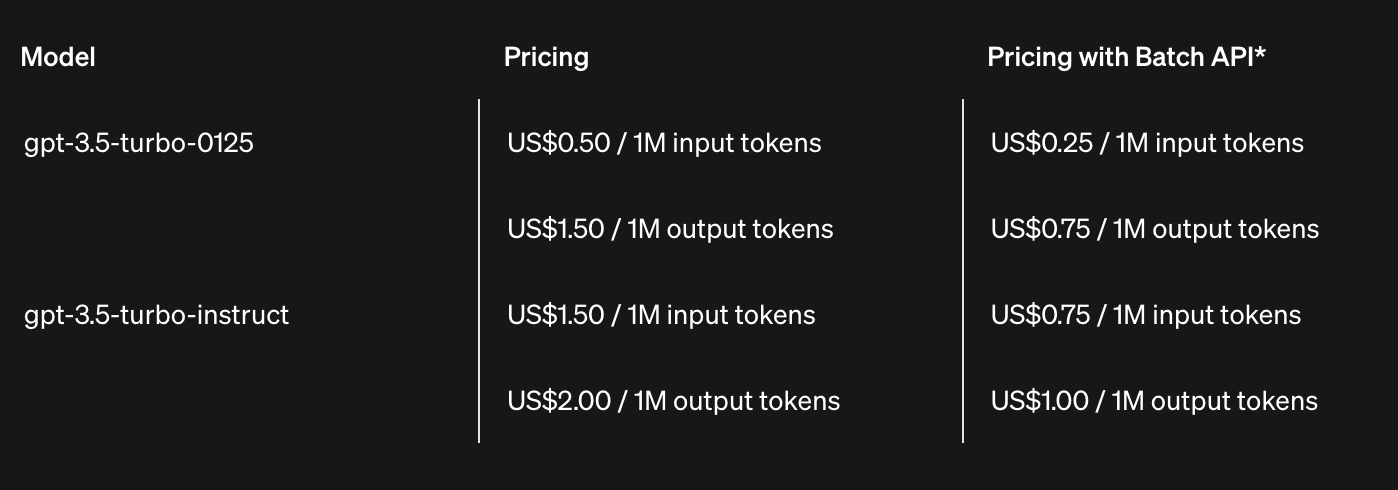 Model Pricing Pricing with Batch API*
gpt-3.5-turbo-0125 US$0.50 / 1M input tokens US$0.25 / 1M input tokens
US$1.50 / 1M output tokens US$0.75 / 1M output tokens
gpt-3.5-turbo-instruct US$1.50 / 1M input tokens US$0.75 / 1M input tokens
US$2.00 / 1M output tokens US$1.00 / 1M output tokens